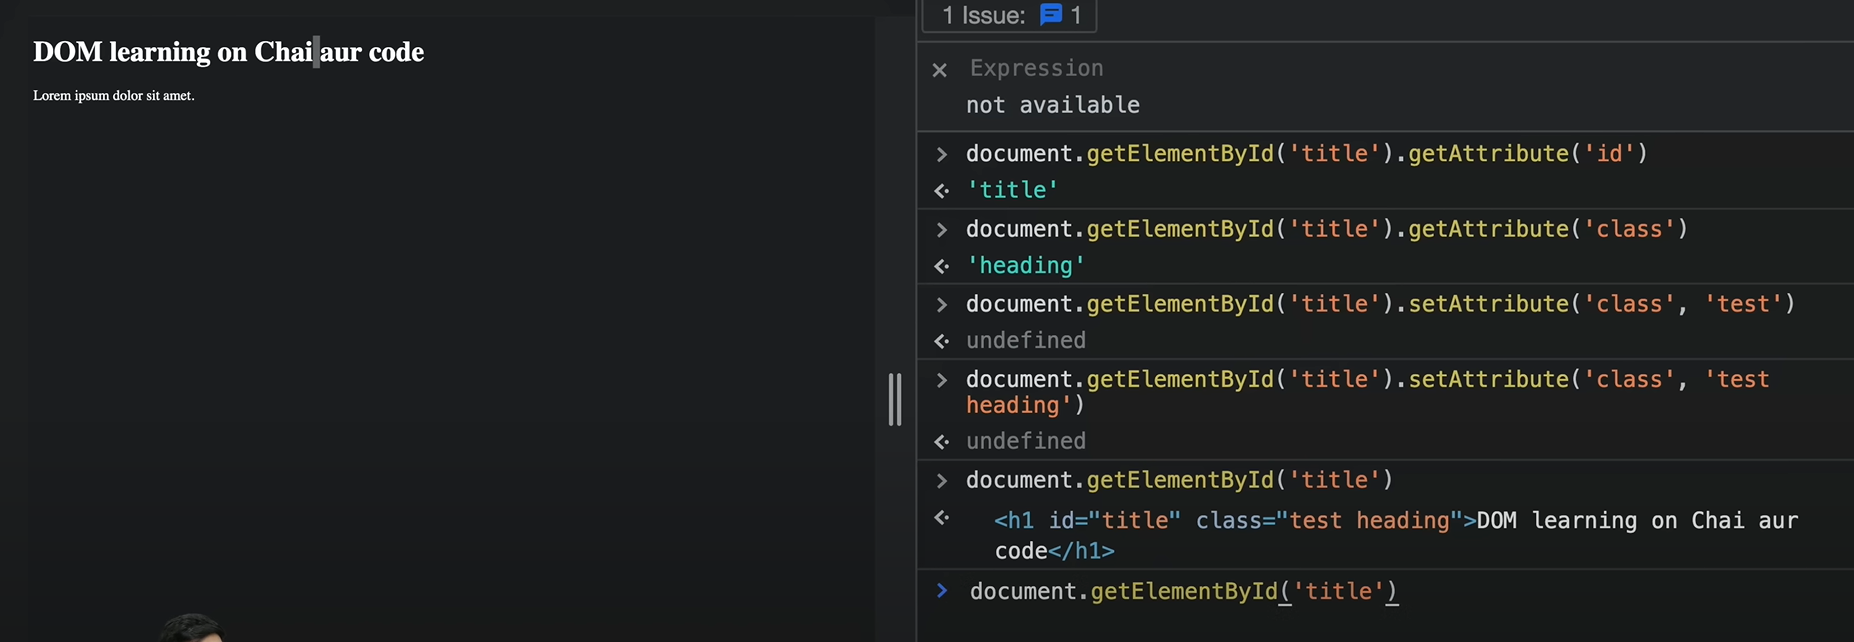 DOM learning on Chai aur code
Lorem ipsum dolor sit amet.
1 Issue: 1
× Expression
not available
> document.getElementById('title').getAttribute('id')
'title'
> document.getElementById('title').getAttribute('class')
'heading'
> document.getElementById('title').setAttribute('class', 'test')
undefined
> document.getElementById('title').setAttribute('class', 'test
heading')
undefined
> document.getElementById('title')
<h1 id="title" class="test heading">DOM learning on Chai aur
code</h1>
> document.getElementById('title')